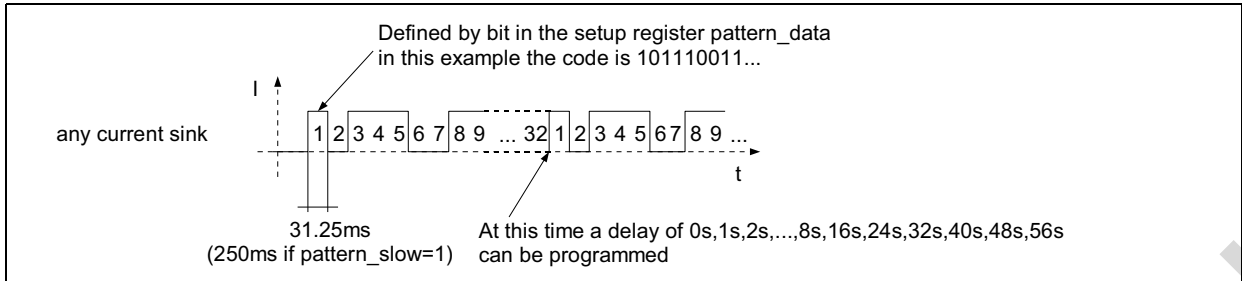 Defined by bit in the setup register pattern_data
in this example the code is 101110011...
I
any current sink
1 2 3 4 5 6 7 8 9 ... 32 1 2 3 4 5 6 7 8 9 ...
t
31.25ms
(250ms if pattern_slow=1)
At this time a delay of 0s,1s,2s,...,8s,16s,24s,32s,40s,48s,56s
can be programmed